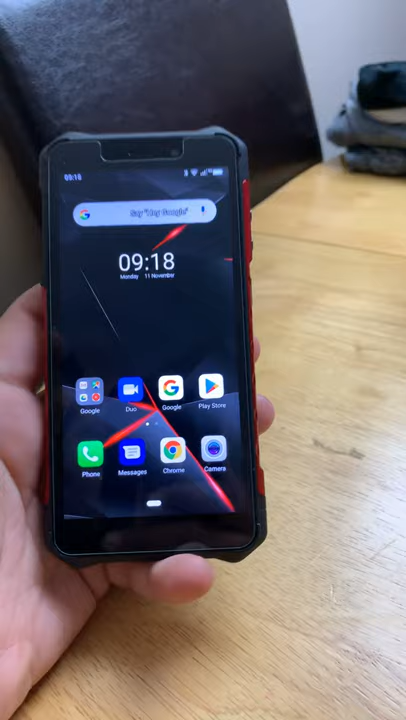 09:18
Say "Hey Google"
09:18
Monday 11 November
Google
Duo
Google
Play Store
Phone
Messages
Chrome
Camera